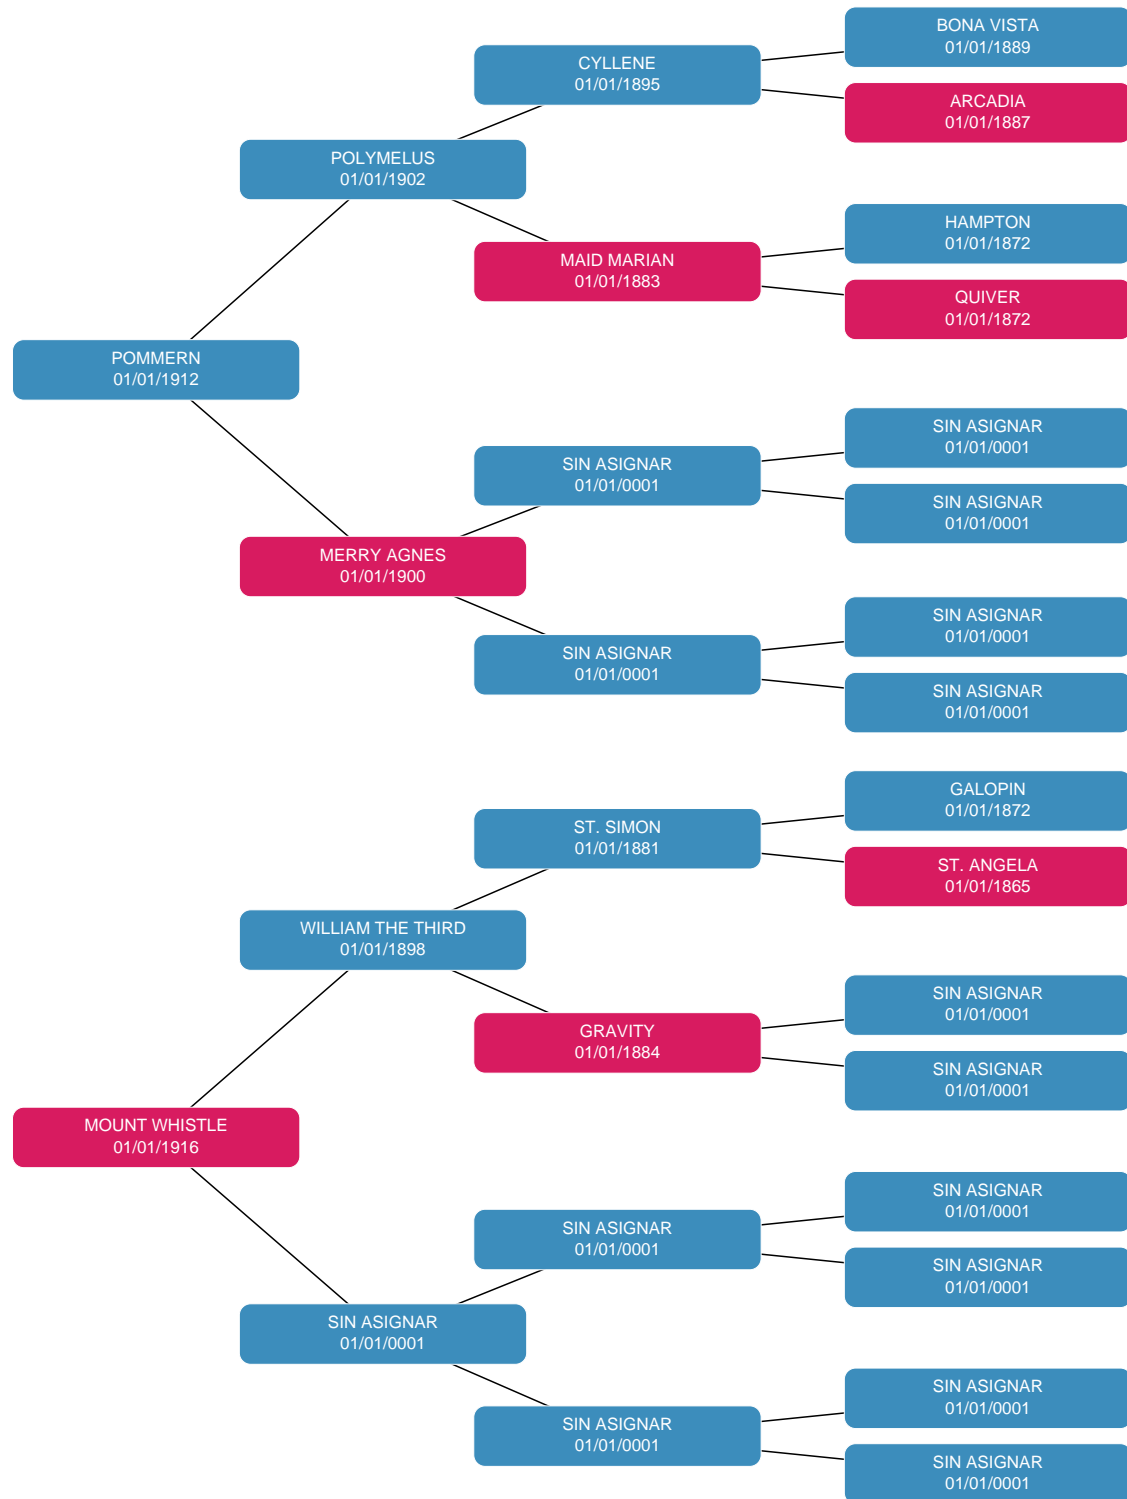 BONA VISTA
01/01/1889
CYLLENE
01/01/1895
ARCADIA
01/01/1887
POLYMELUS
01/01/1902
HAMPTON
01/01/1872
MAID MARIAN
01/01/1883
QUIVER
01/01/1872
POMMERN
01/01/1912
SIN ASIGNAR
01/01/0001
SIN ASIGNAR
01/01/0001
SIN ASIGNAR
01/01/0001
MERRY AGNES
01/01/1900
SIN ASIGNAR
01/01/0001
SIN ASIGNAR
01/01/0001
SIN ASIGNAR
01/01/0001
GALOPIN
01/01/1872
ST. SIMON
01/01/1881
ST. ANGELA
01/01/1865
WILLIAM THE THIRD
01/01/1898
SIN ASIGNAR
01/01/0001
GRAVITY
01/01/1884
SIN ASIGNAR
01/01/0001
MOUNT WHISTLE
01/01/1916
SIN ASIGNAR
01/01/0001
SIN ASIGNAR
01/01/0001
SIN ASIGNAR
01/01/0001
SIN ASIGNAR
01/01/0001
SIN ASIGNAR
01/01/0001
SIN ASIGNAR
01/01/0001
SIN ASIGNAR
01/01/0001